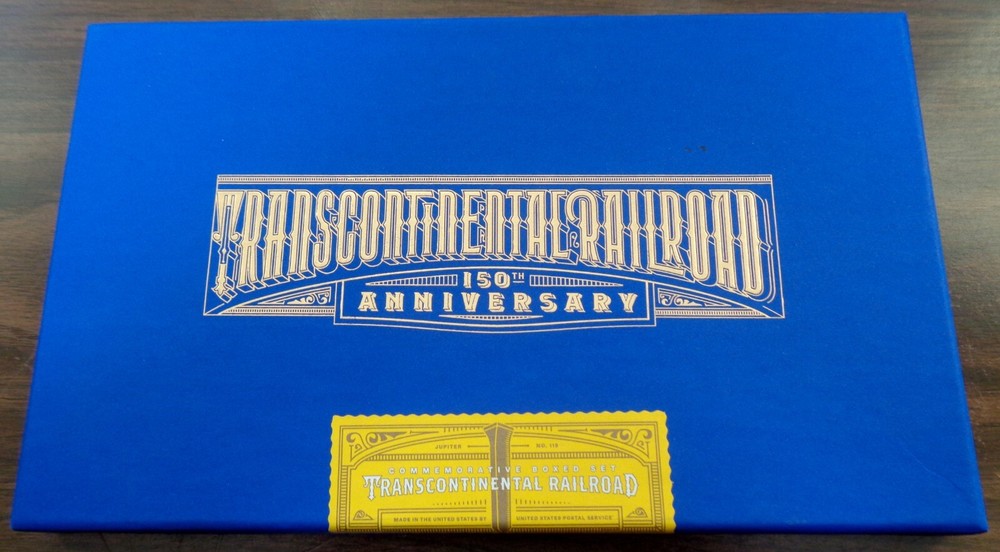 TRANSCONTINENTAL RAILROAD
150TH
ANNIVERSARY
JUPITER NO. 119
COMMEMORATIVE BOXED SET
TRANSCONTINENTAL RAILROAD
MADE IN THE UNITED STATES BY UNITED STATES POSTAL SERVICE